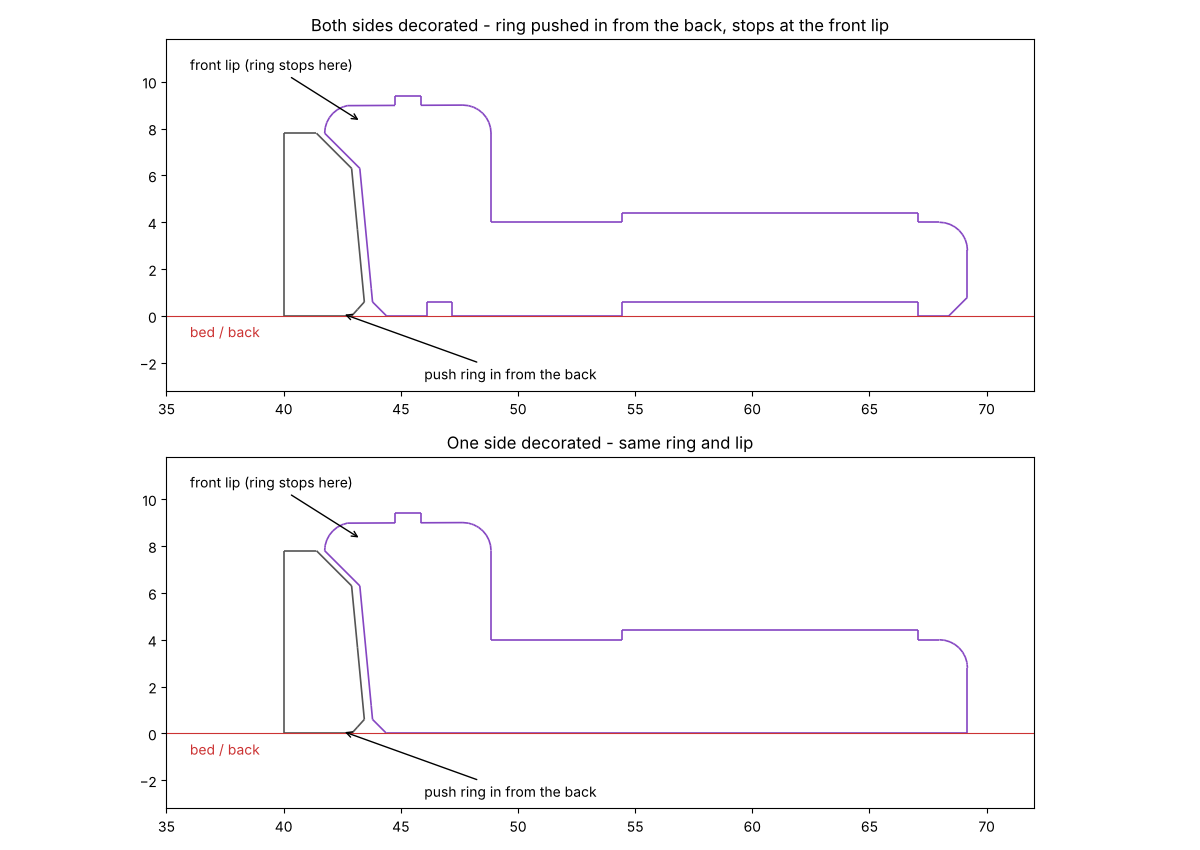 Both sides decorated - ring pushed in from the back, stops at the front lip
front lip (ring stops here)
10
8
6
4
2
0
bed / back
−2
push ring in from the back
35 40 45 50 55 60 65 70
One side decorated - same ring and lip
front lip (ring stops here)
10
8
6
4
2
0
bed / back
−2
push ring in from the back
35 40 45 50 55 60 65 70